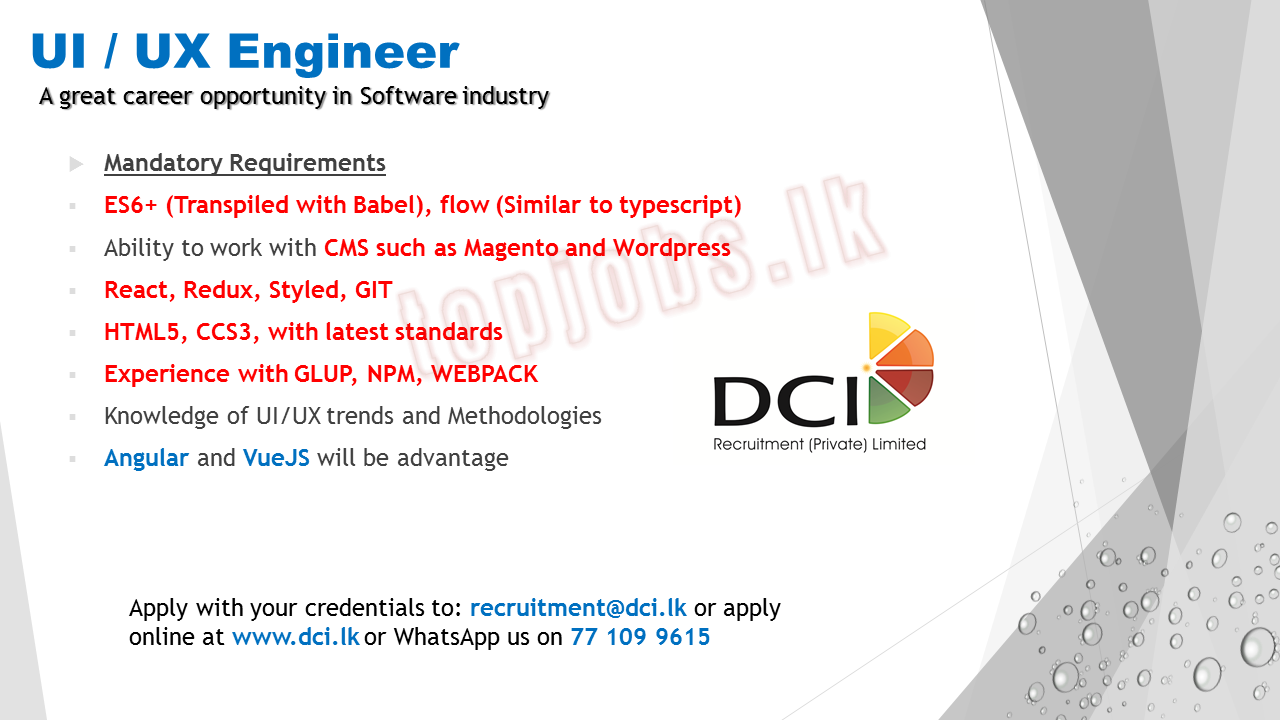 UI / UX Engineer
A great career opportunity in Software industry
Mandatory Requirements
ES6+ (Transpiled with Babel), flow (Similar to typescript)
Ability to work with CMS such as Magento and Wordpress
React, Redux, Styled, GIT
HTML5, CCS3, with latest standards
Experience with GLUP, NPM, WEBPACK
Knowledge of UI/UX trends and Methodologies
Angular and VueJS will be advantage
topjobs.lk
DCI
Recruitment (Private) Limited
Apply with your credentials to: recruitment@dci.lk or apply
online at www.dci.lk or WhatsApp us on 77 109 9615